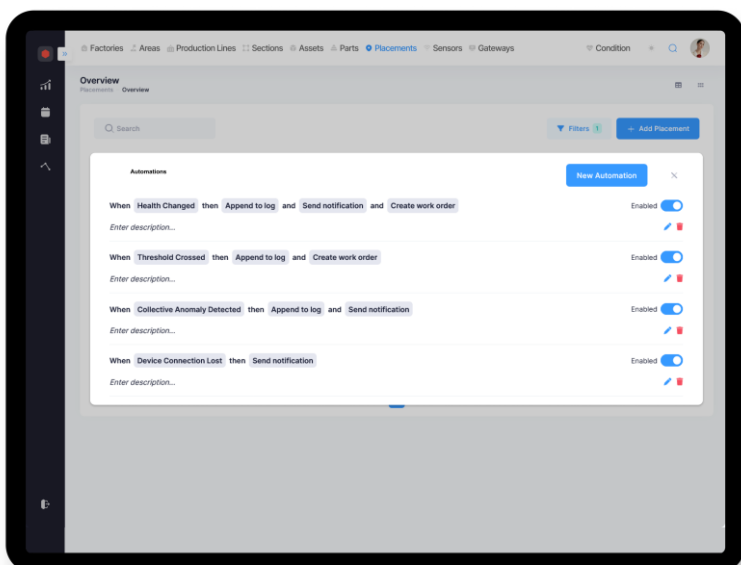 Factories Areas Production Lines Sections Assets Parts Placements Sensors Gateways Condition
Overview
Placements Overview
Search
Filters 1
+ Add Placement
Automations
New Automation
When Health Changed then Append to log and Send notification and Create work order
Enabled
Enter description...
When Threshold Crossed then Append to log and Create work order
Enabled
Enter description...
When Collective Anomaly Detected then Append to log and Send notification
Enabled
Enter description...
When Device Connection Lost then Send notification
Enabled
Enter description...